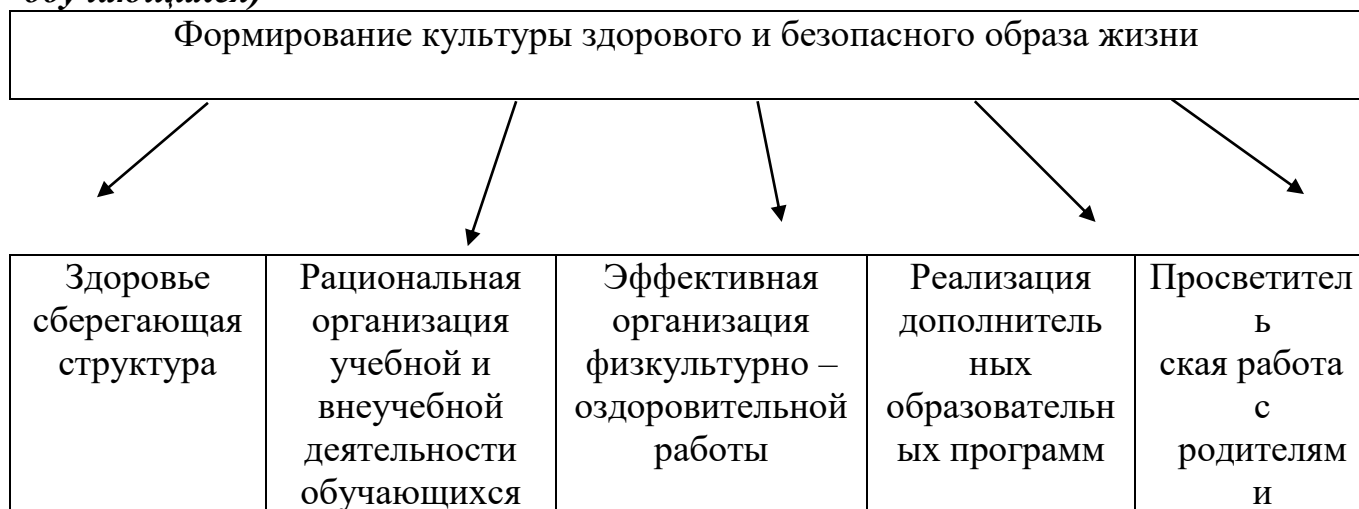 обучающихся)
Формирование культуры здорового и безопасного образа жизни
Здоровье
сберегающая
структура
Рациональная
организация
учебной и
внеучебной
деятельности
обучающихся
Эффективная
организация
физкультурно –
оздоровительной
работы
Реализация
дополнитель
ных
образовательн
ых программ
Просветител
ь
ская работа
с
родителям
и